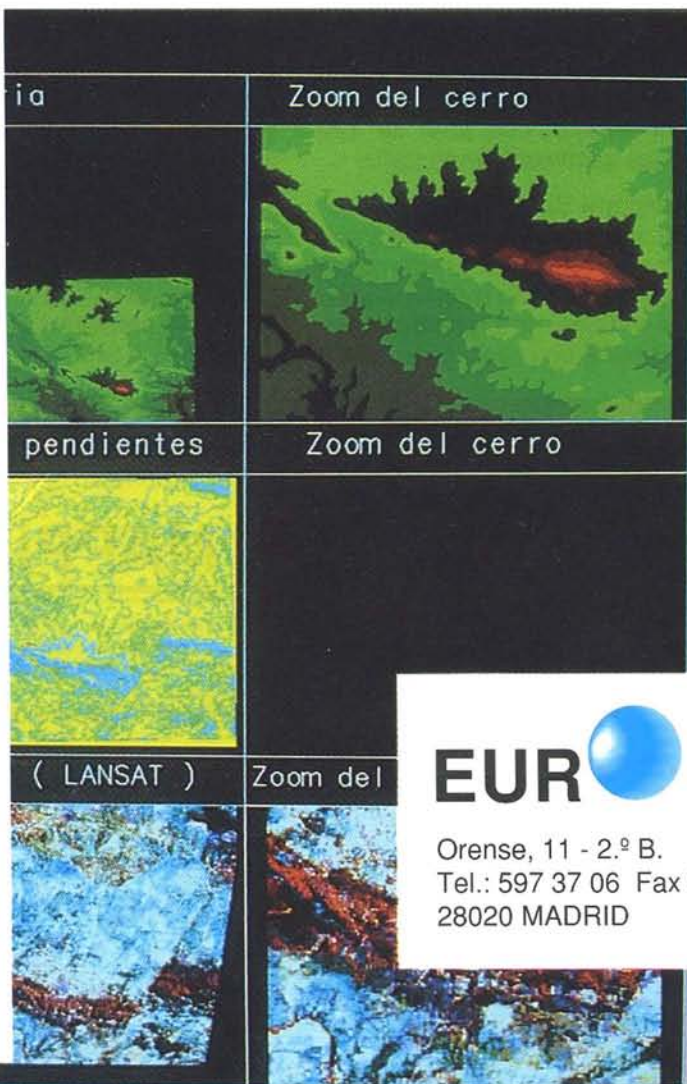 ia
Zoom del cerro
pendientes
Zoom del cerro
( LANSAT )
Zoom del
EUR
Orense, 11 - 2.º B.
Tel.: 597 37 06 Fax
28020 MADRID